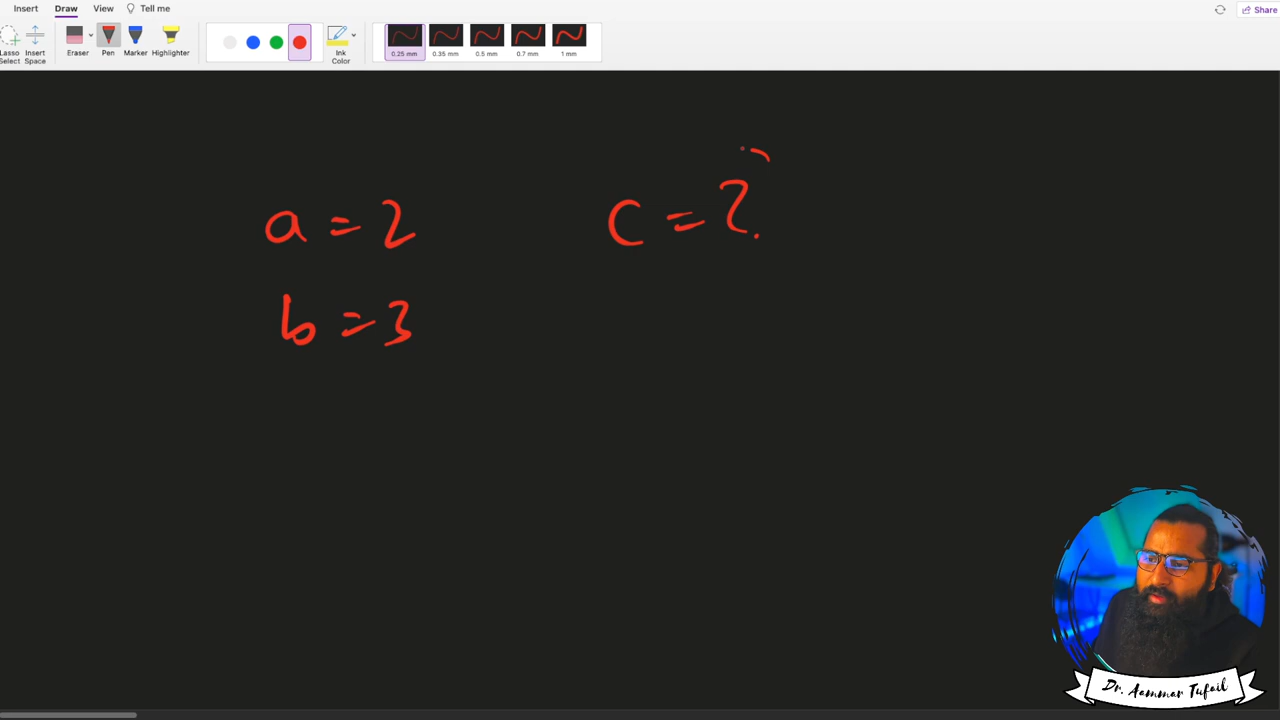 Insert Draw View Tell me
Share
Lasso Select
Insert Space
Eraser
Pen
Marker
Highlighter
Ink Color
0.25 mm
0.35 mm
0.5 mm
0.7 mm
1 mm
a = 2
c = ?
b = 3
Dr. Aammar Tufail